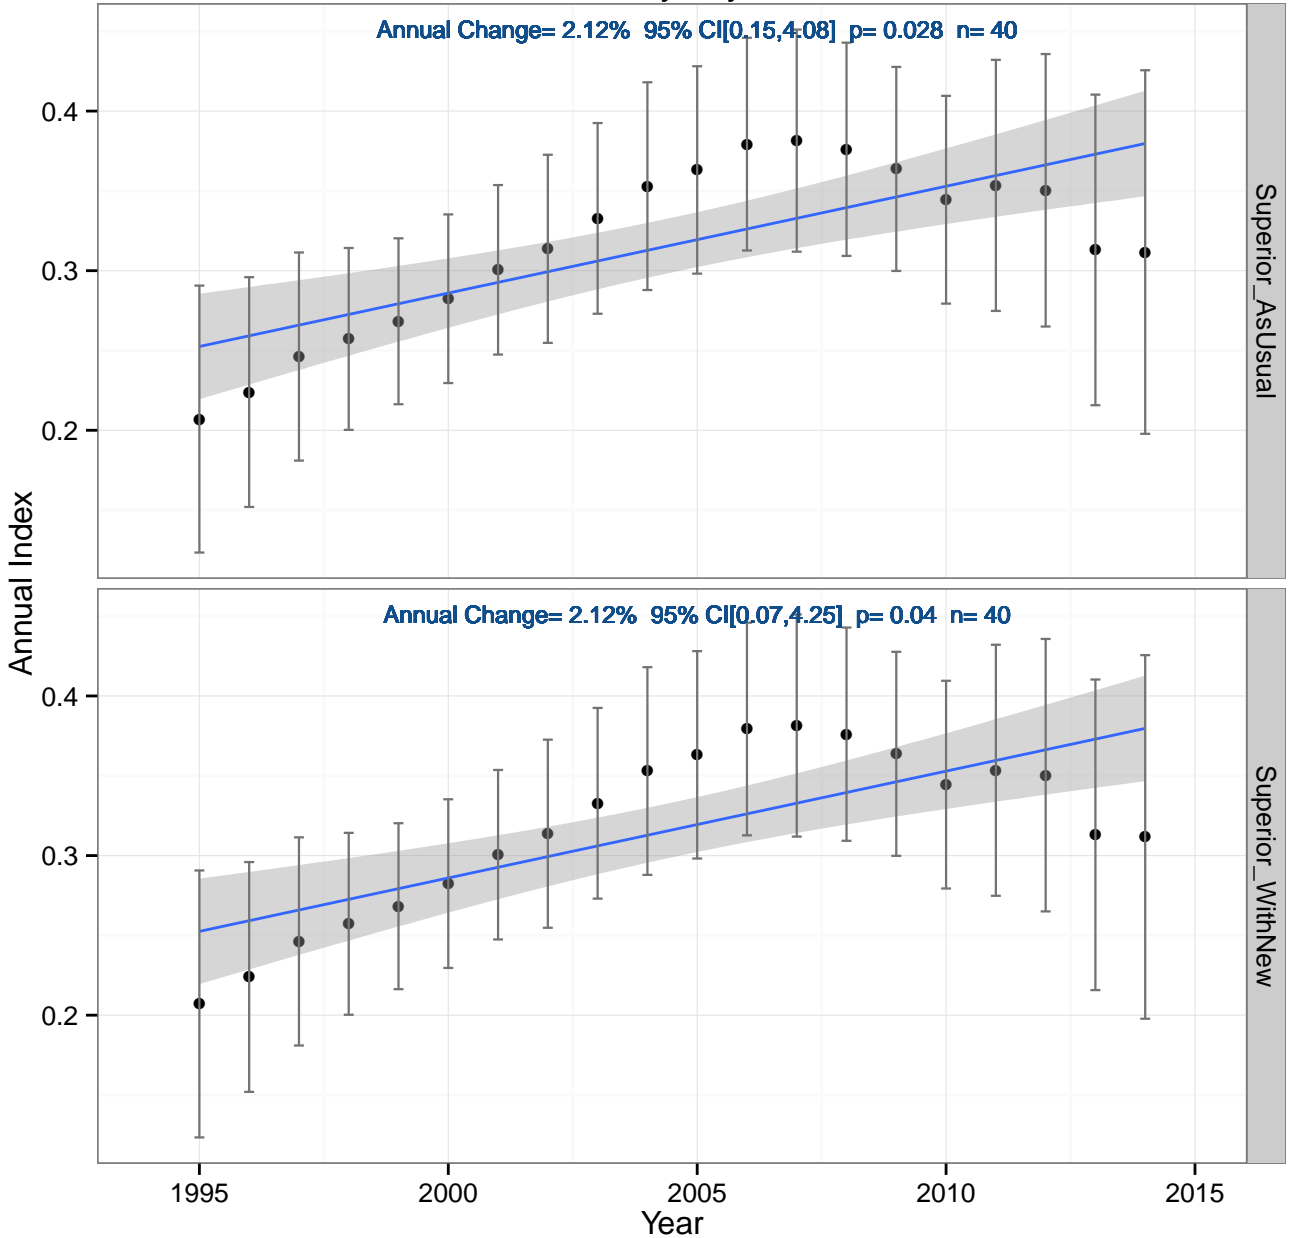 Annual Change= 2.12% 95% CI[0.15,4.08] p= 0.028 n= 40
0.4
0.3
0.2
Superior_AsUsual
Annual Index
Annual Change= 2.12% 95% CI[0.07,4.25] p= 0.04 n= 40
0.4
0.3
0.2
Superior_WithNew
1995 2000 2005 2010 2015
Year